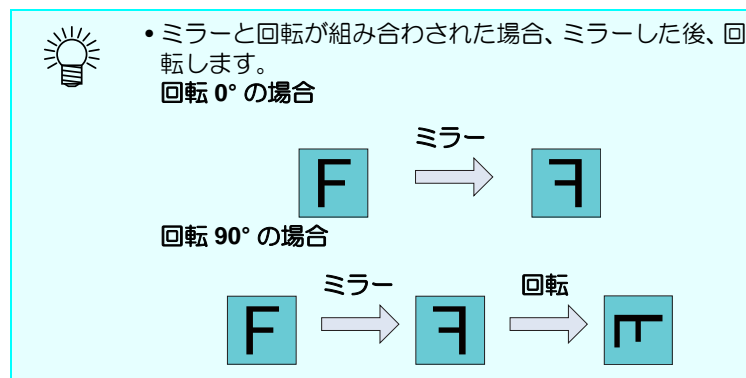 •ミラーと回転が組み合わされた場合、ミラーした後、回
転します。
回転 0° の場合
ミラー
F
F
回転 90° の場合
ミラー
回転
F
F
F